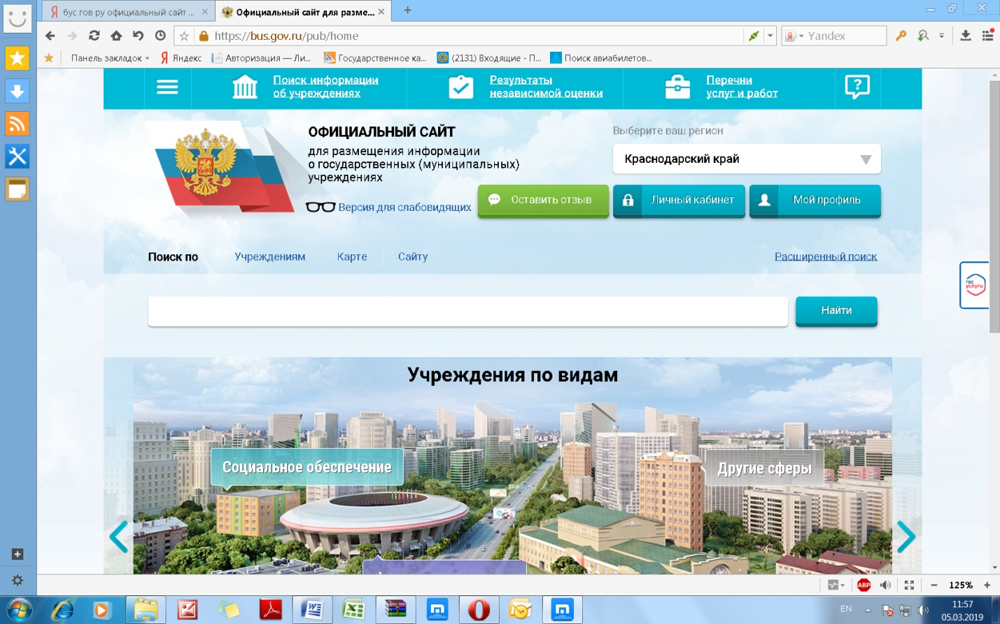 бус гов ру официальный сайт ...
Официальный сайт для разме...
https://bus.gov.ru/pub/home
Yandex
Панель закладок
Яндекс
Авторизация — Ли...
Государственное ка...
(2131) Входящие - П...
Поиск авиабилетов...
Поиск информации
об учреждениях
Результаты
независимой оценки
Перечни
услуг и работ
ОФИЦИАЛЬНЫЙ САЙТ
для размещения информации
о государственных (муниципальных)
учреждениях
Версия для слабовидящих
Выберите ваш регион
Краснодарский край
Оставить отзыв
Личный кабинет
Мой профиль
Поиск по
Учреждениям
Карте
Сайту
Расширенный поиск
гос
услуги
Найти
Учреждения по видам
Социальное обеспечение
Другие сферы
ABP
125%
EN
11:57
05.03.2019